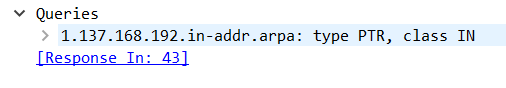 Queries
1.137.168.192.in-addr.arpa: type PTR, class IN
[Response In: 43]